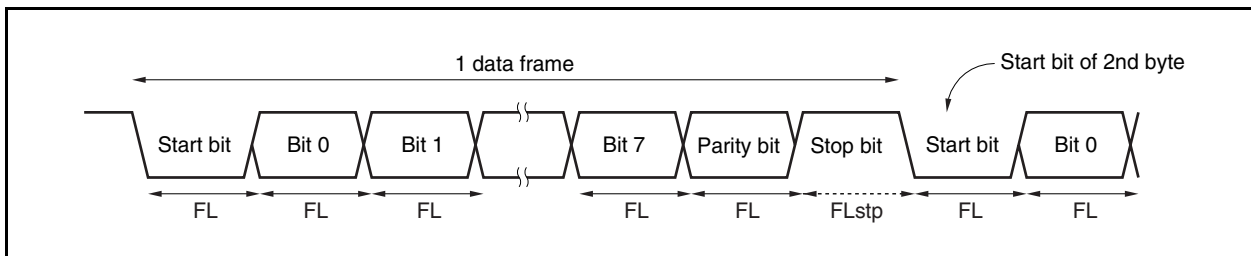 1 data frame
Start bit of 2nd byte
Start bit Bit 0 Bit 1 Bit 7 Parity bit Stop bit Start bit Bit 0
FL FL FL FL FL FLstp FL FL